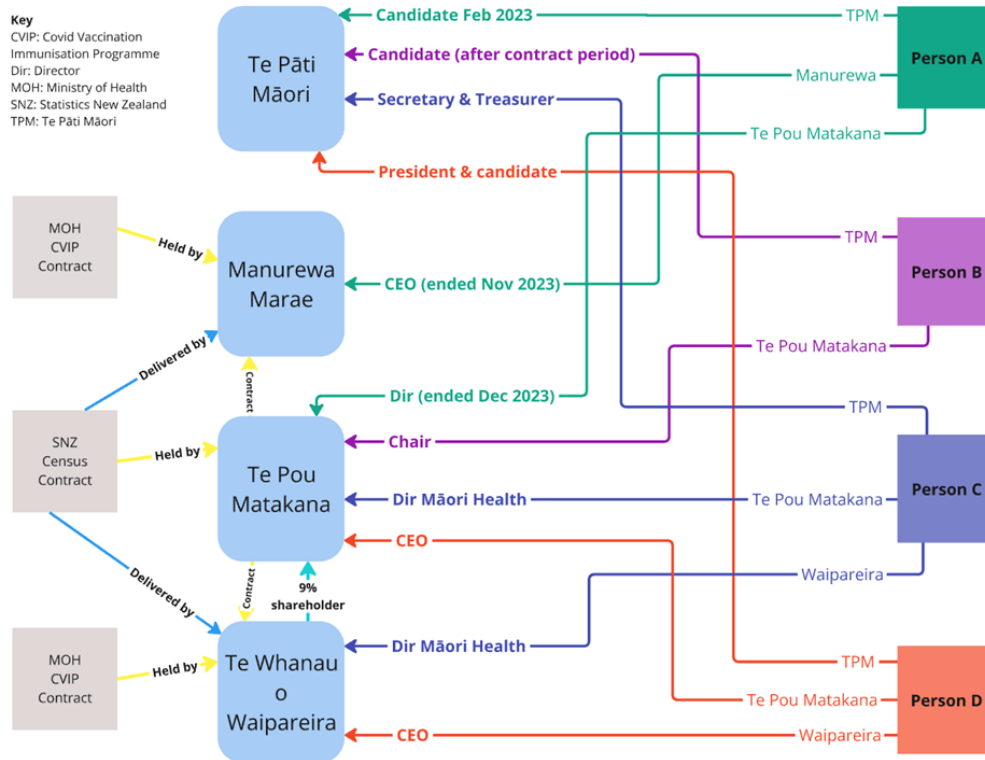 Key
CVIP: Covid Vaccination
Immunisation Programme
Dir: Director
MOH: Ministry of Health
SNZ: Statistics New Zealand
TPM: Te Pāti Māori
Te Pāti
Māori
Candidate Feb 2023
TPM
Candidate (after contract period)
Person A
Manurewa
Secretary & Treasurer
Te Pou Matakana
President & candidate
MOH
CVIP
Contract
Held by
Manurewa
Marae
TPM
Person B
CEO (ended Nov 2023)
Te Pou Matakana
Delivered by
Contract
Dir (ended Dec 2023)
TPM
SNZ
Census
Contract
Held by
Te Pou
Matakana
Chair
Dir Māori Health
Te Pou Matakana
Person C
CEO
Contract
9%
shareholder
Waipareira
Delivered by
MOH
CVIP
Contract
Held by
Te Whanau
o
Waipareira
Dir Māori Health
TPM
Te Pou Matakana
Person D
CEO
Waipareira